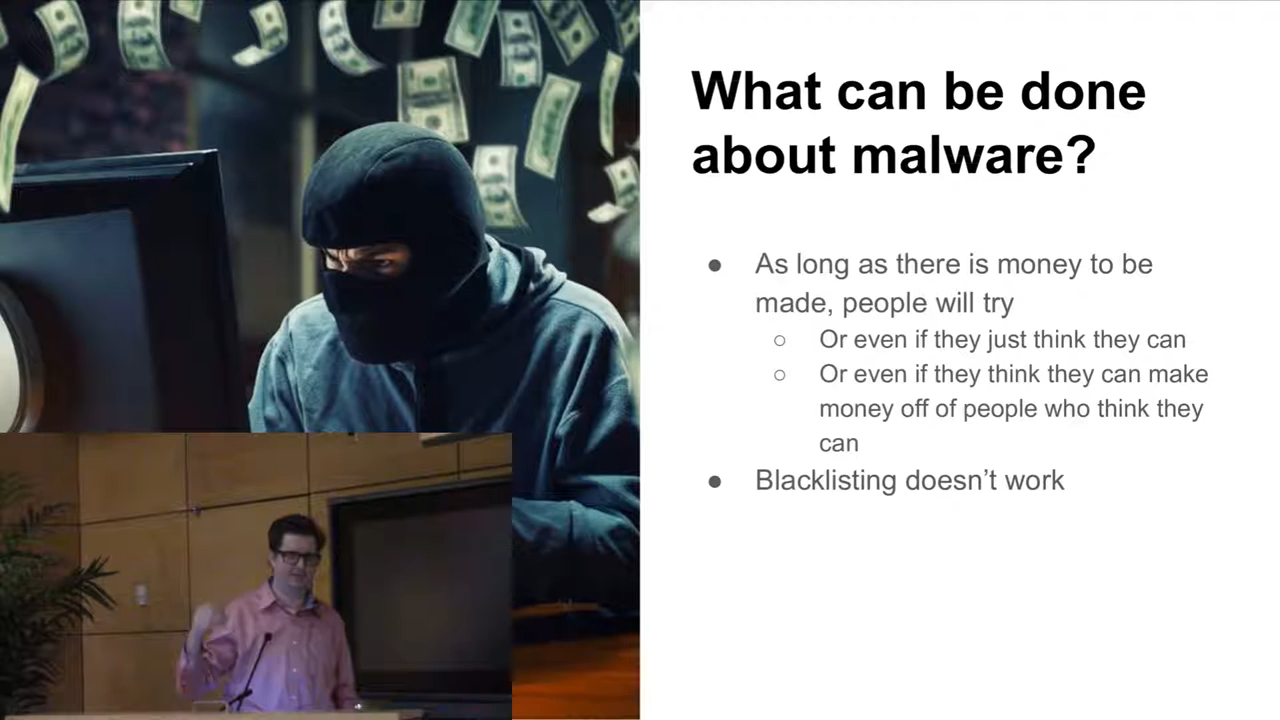 What can be done
about malware?
As long as there is money to be
made, people will try
Or even if they just think they can
Or even if they think they can make
money off of people who think they
can
Blacklisting doesn’t work